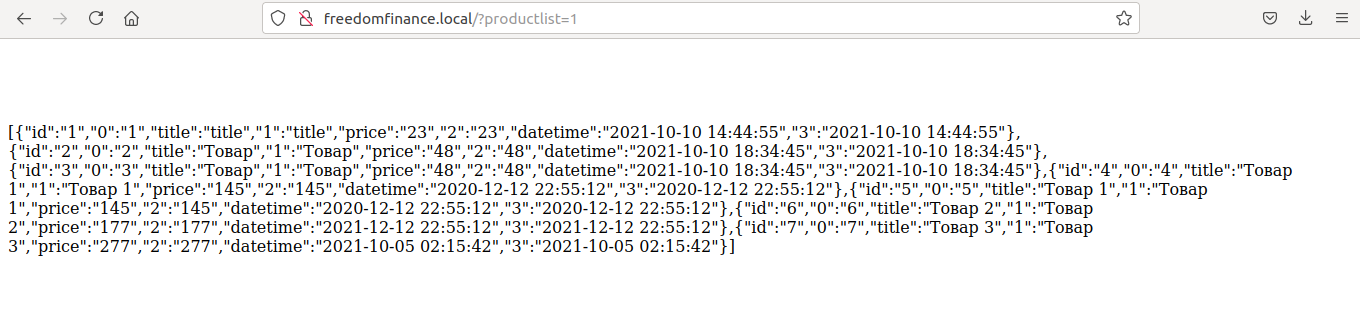 freedomfinance.local/?productlist=1
[{"id":"1","0":"1","title":"title","1":"title","price":"23","2":"23","datetime":"2021-10-10 14:44:55","3":"2021-10-10 14:44:55"},
{"id":"2","0":"2","title":"Товар","1":"Товар","price":"48","2":"48","datetime":"2021-10-10 18:34:45","3":"2021-10-10 18:34:45"},
{"id":"3","0":"3","title":"Товар","1":"Товар","price":"48","2":"48","datetime":"2021-10-10 18:34:45","3":"2021-10-10 18:34:45"},{"id":"4","0":"4","title":"Товар
1","1":"Товар 1","price":"145","2":"145","datetime":"2020-12-12 22:55:12","3":"2020-12-12 22:55:12"},{"id":"5","0":"5","title":"Товар 1","1":"Товар
1","price":"145","2":"145","datetime":"2020-12-12 22:55:12","3":"2020-12-12 22:55:12"},{"id":"6","0":"6","title":"Товар 2","1":"Товар
2","price":"177","2":"177","datetime":"2021-12-12 22:55:12","3":"2021-12-12 22:55:12"},{"id":"7","0":"7","title":"Товар 3","1":"Товар
3","price":"277","2":"277","datetime":"2021-10-05 02:15:42","3":"2021-10-05 02:15:42"}]